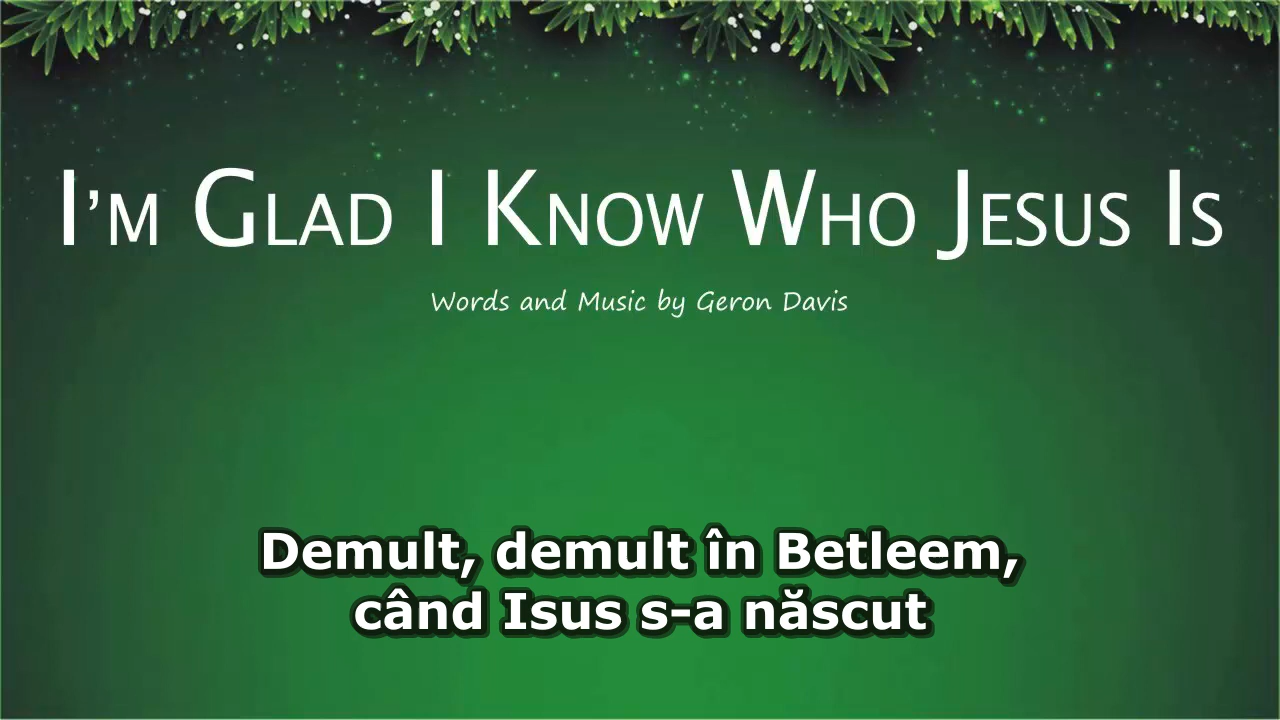 I'm Glad I Know Who Jesus Is
Words and Music by Geron Davis
Demult, demult în Betleem,
când Isus s-a născut